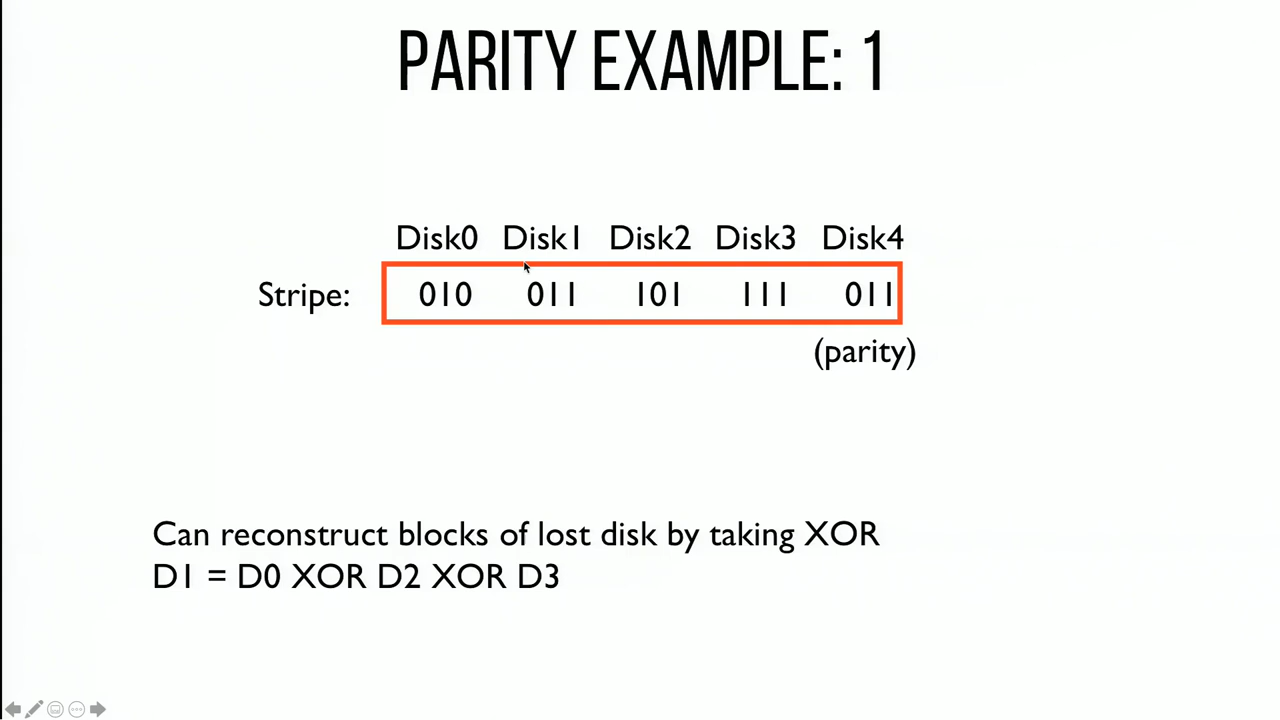 PARITY EXAMPLE: 1
Disk0 Disk1 Disk2 Disk3 Disk4
Stripe: 010 011 101 111 011
(parity)
Can reconstruct blocks of lost disk by taking XOR
D1 = D0 XOR D2 XOR D3